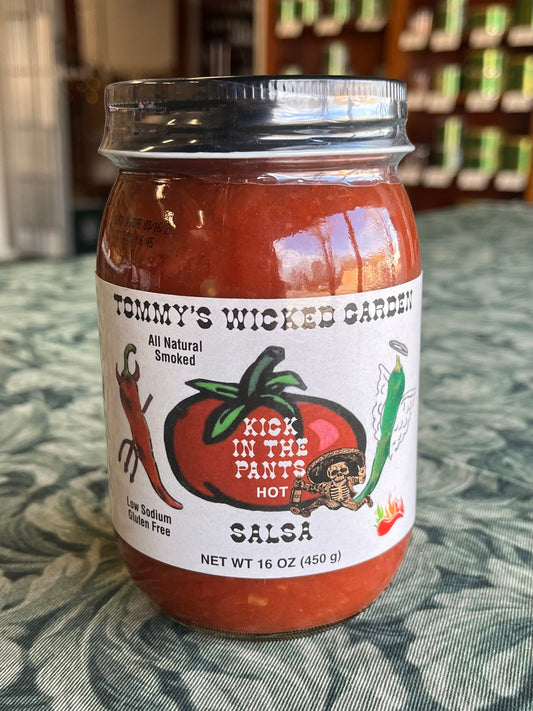 TOMMY'S WICKED GARDEN
All Natural
Smoked
KICK
IN THE
PANTS
HOT
Low Sodium
Gluten Free
SALSA
NET WT 16 OZ (450 g)